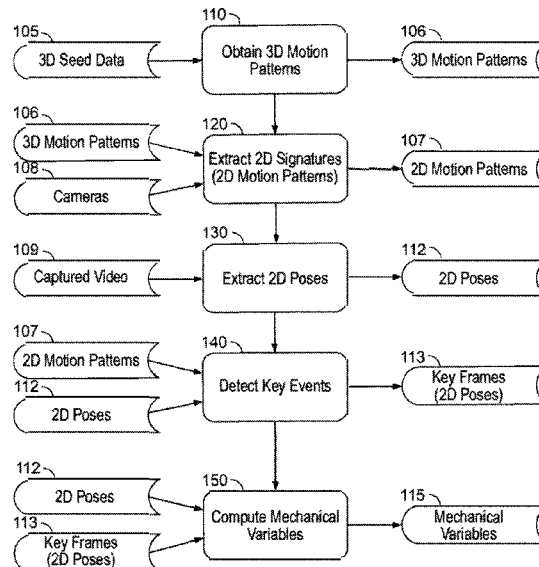 110
105
106
3D Seed Data
Obtain 3D Motion
Patterns
3D Motion Patterns
106
120
107
3D Motion Patterns
108
Extract 2D Signatures
(2D Motion Patterns)
2D Motion Patterns
Cameras
130
109
112
Captured Video
Extract 2D Poses
2D Poses
107
140
113
2D Motion Patterns
112
Detect Key Events
Key Frames
(2D Poses)
2D Poses
112
150
115
2D Poses
113
Compute Mechanical
Variables
Mechanical
Variables
Key Frames
(2D Poses)